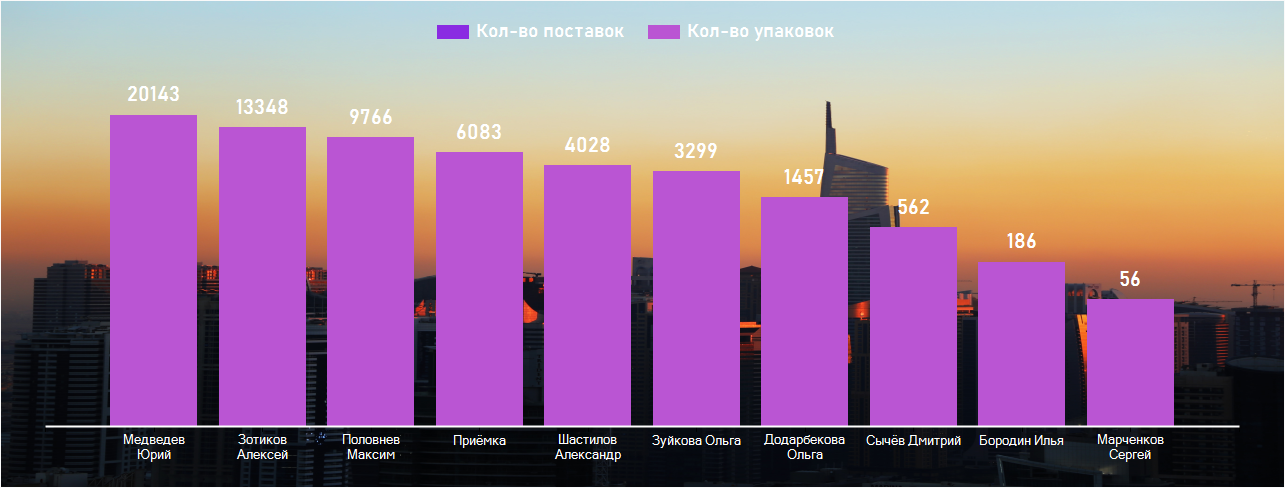 Кол-во поставок Кол-во упаковок
20143
13348
9766
6083
4028
3299
1457
562
186
56
Медведев
Юрий
Зотиков
Алексей
Половнев
Максим
Приёмка
Шастилов
Александр
Зуйкова Ольга
Додарбекова
Ольга
Сычёв Дмитрий
Бородин Илья
Марченков
Сергей